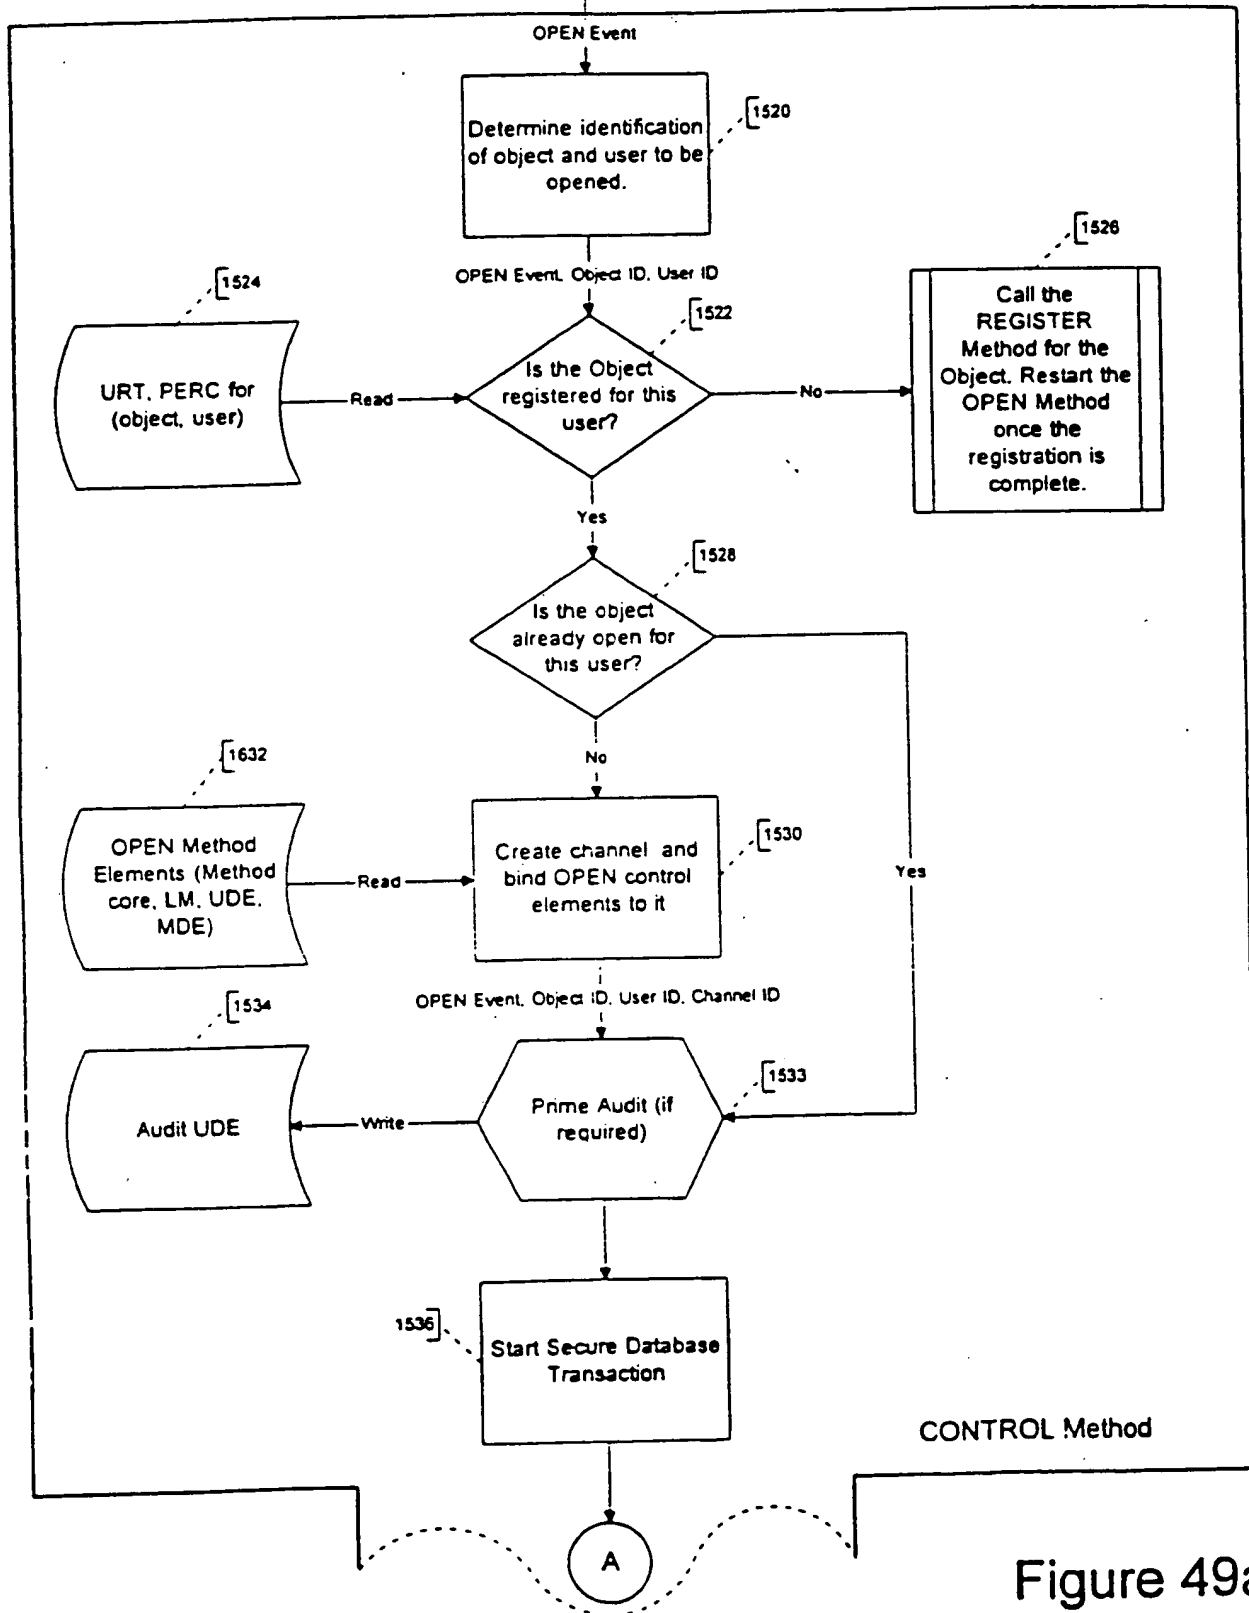 OPEN Event
1520
Determine identification
of object and user to be
opened.
OPEN Event, Object ID, User ID
1524
1522
1526
URT, PERC for
(object, user)
Read
Is the Object
registered for this
user?
No
Call the
REGISTER
Method for the
Object. Restart the
OPEN Method
once the
registration is
complete.
Yes
1528
Is the object
already open for
this user?
No
Yes
1632
OPEN Method
Elements (Method
core, LM, UDE,
MDE)
Read
Create channel and
bind OPEN control
elements to it
1530
OPEN Event, Object ID, User ID, Channel ID
1534
Audit UDE
Write
Prime Audit (if
required)
1533
1536
Start Secure Database
Transaction
CONTROL Method
A
Figure 49a